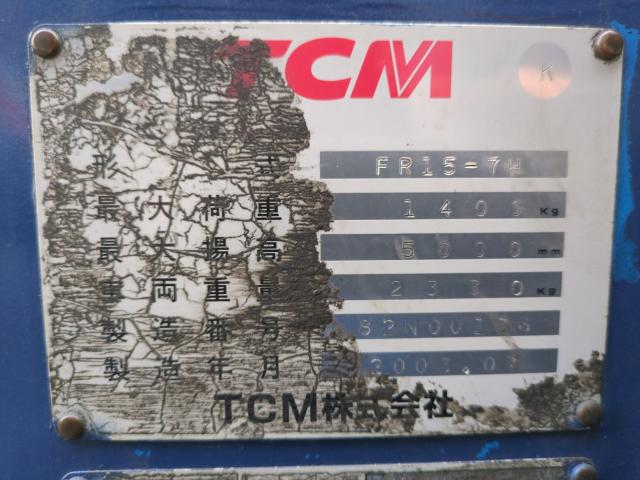 TCM
K
形式 FR15-7H
最大荷重 1400 Kg
最大揚高 5000 mm
車両重量 2330 Kg
製造番号
製造年月
TCM株式会社